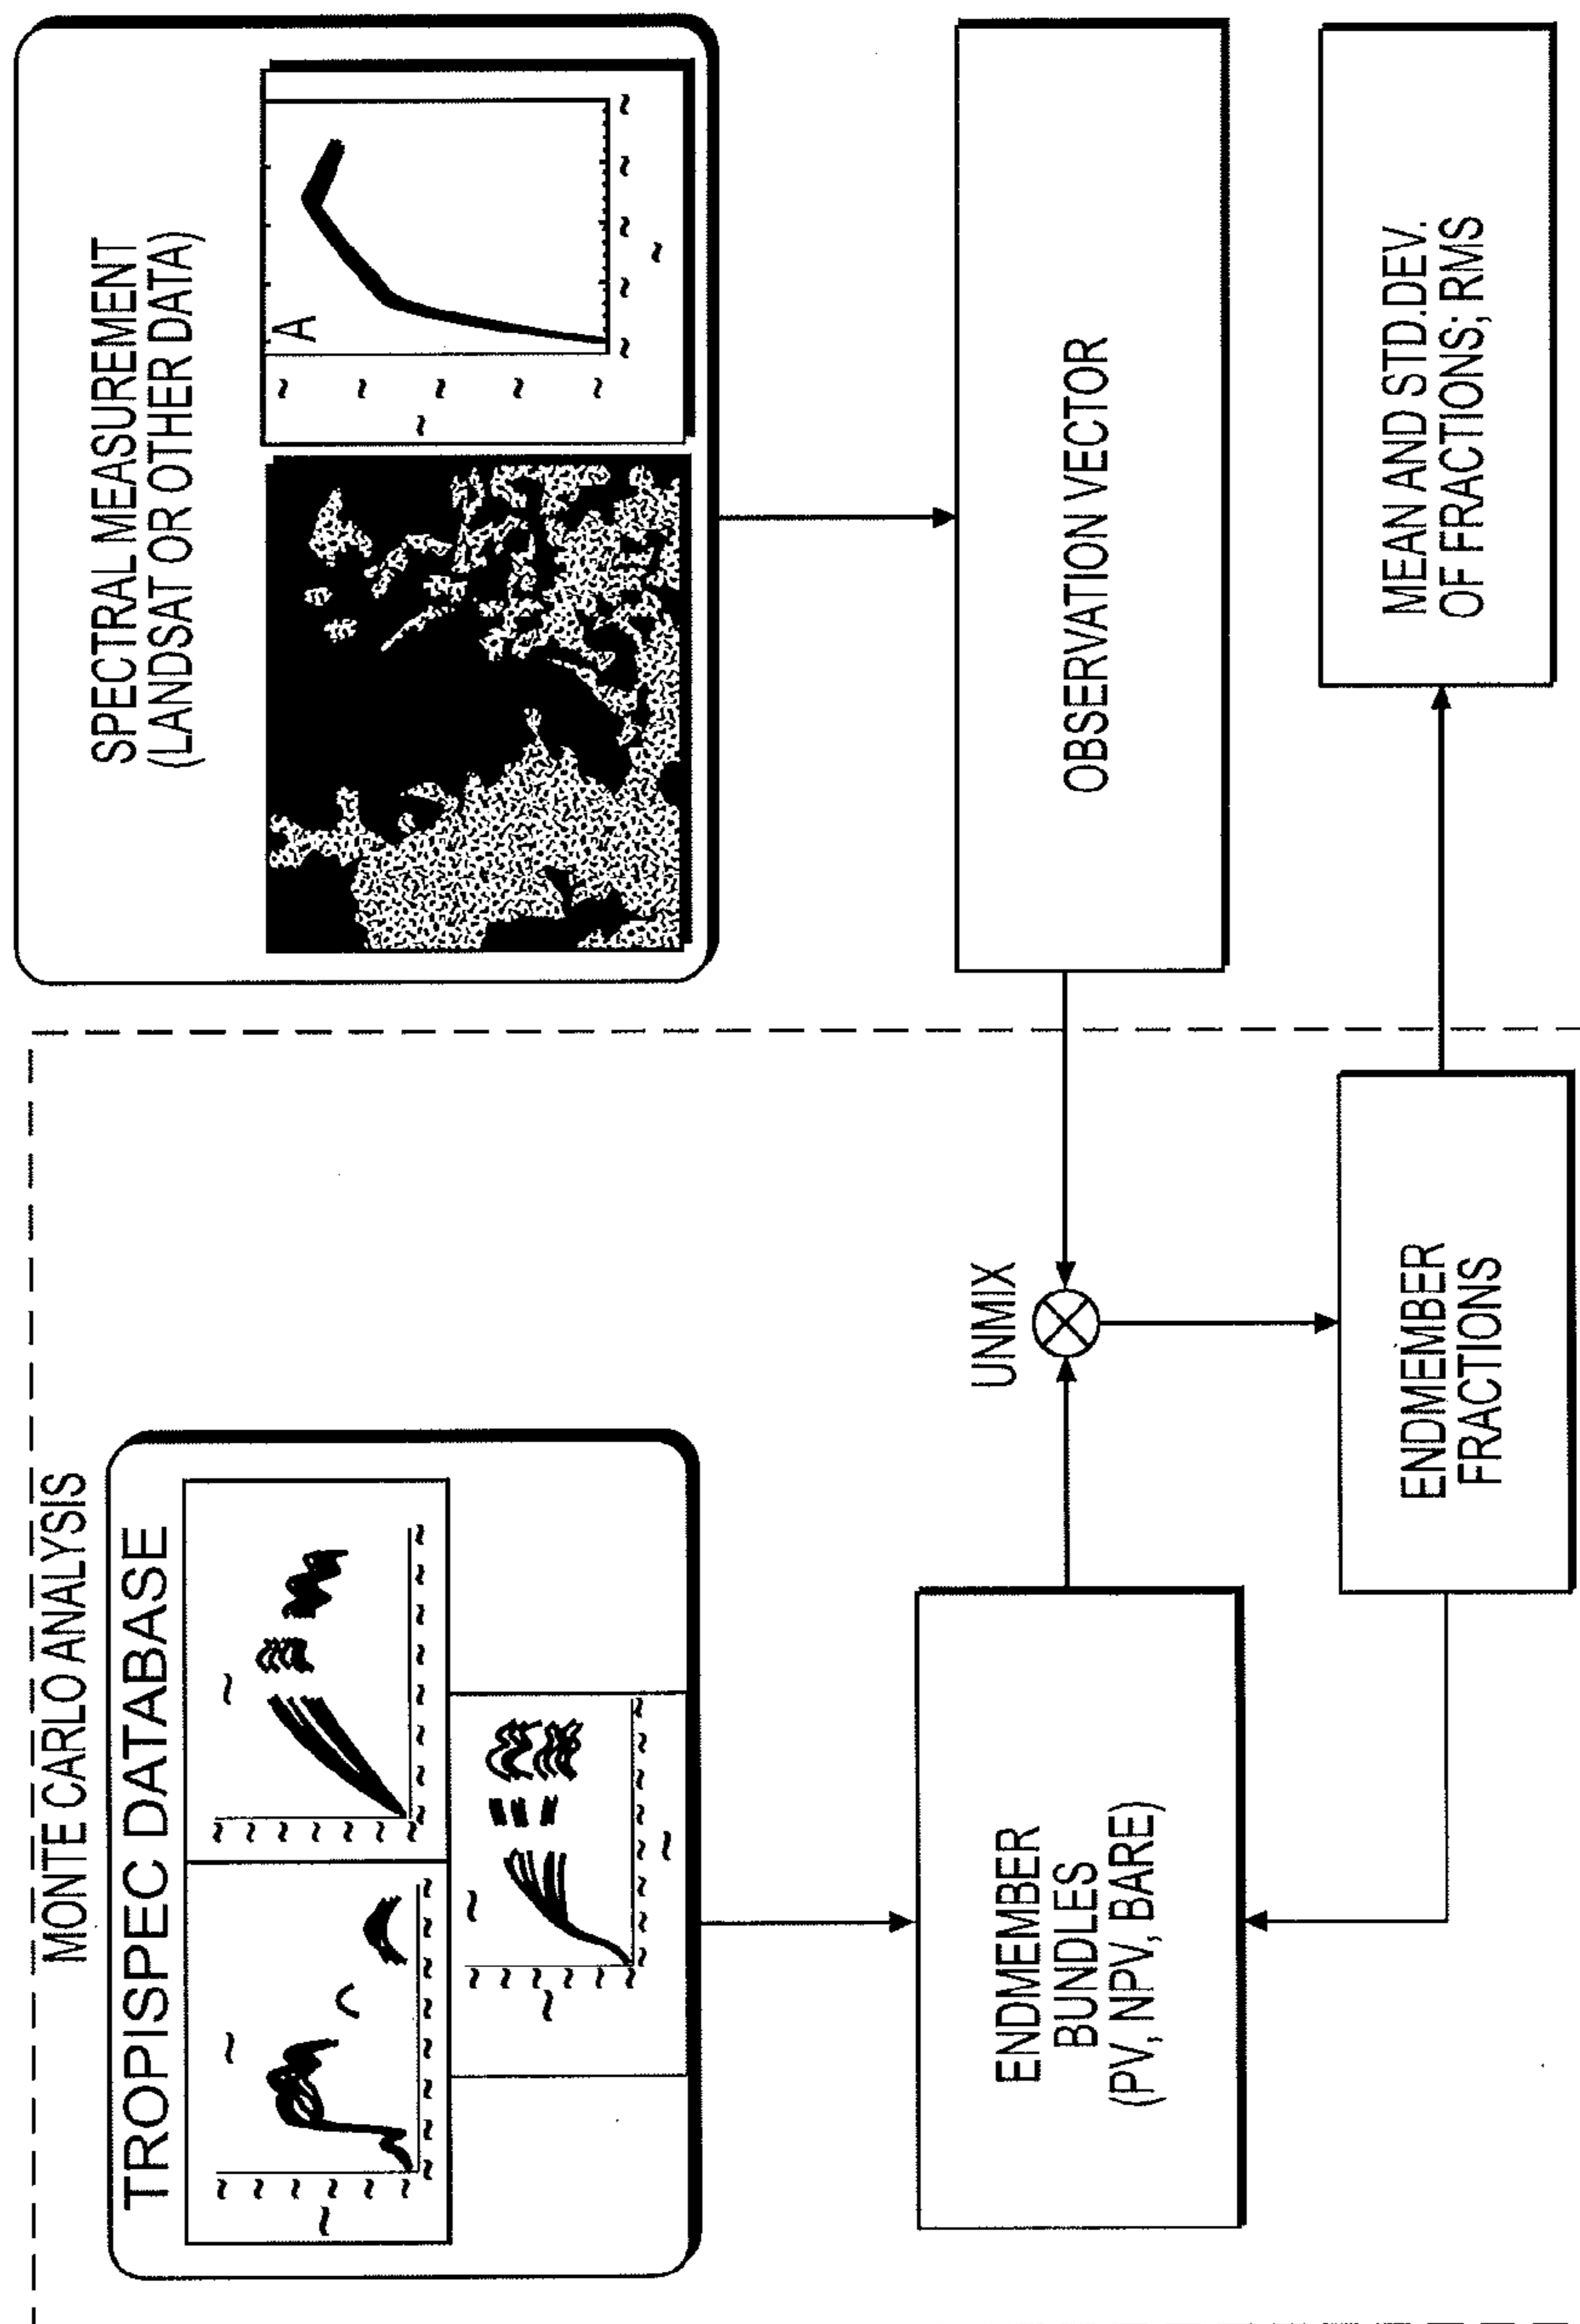 MONTE CARLO ANALYSIS
TROPISPEC DATABASE
SPECTRAL MEASUREMENT
(LANDSAT OR OTHER DATA)
A
ENDMEMBER
BUNDLES
(PV, NPV, BARE)
UNMIX
OBSERVATION VECTOR
ENDMEMBER
FRACTIONS
MEAN AND STD.DEV.
OF FRACTIONS; RMS